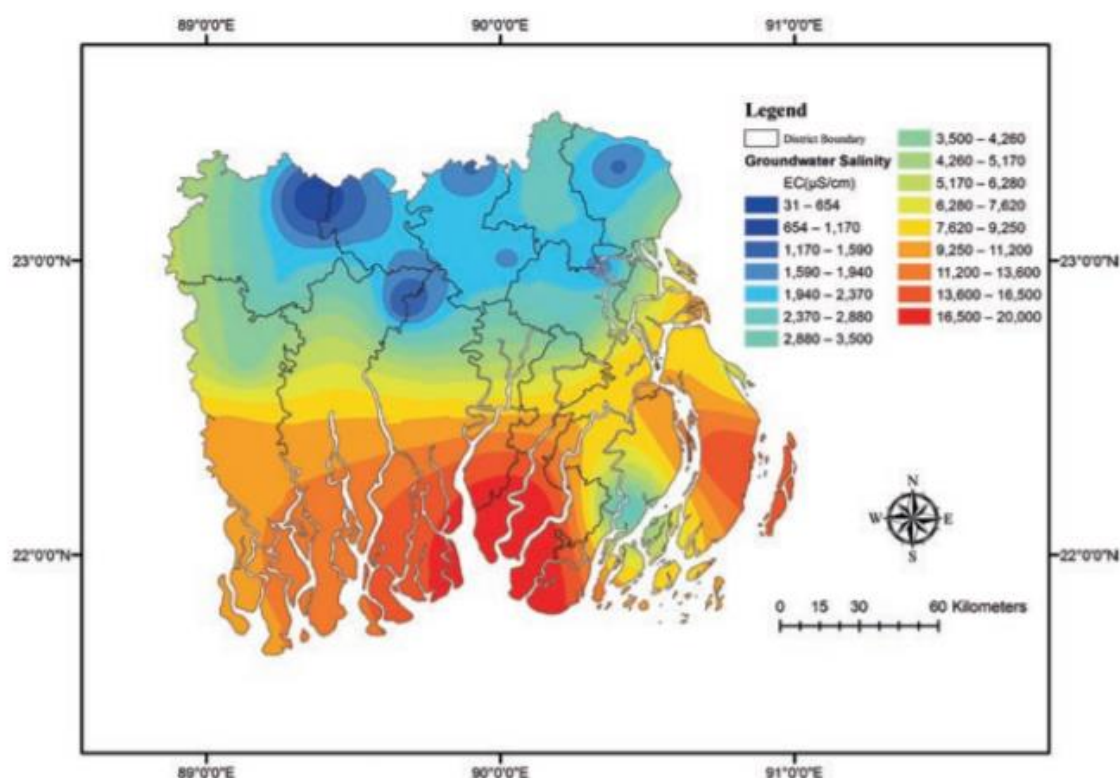 89°0'0"E 90°0'0"E 91°0'0"E
Legend
District Boundary
Groundwater Salinity
EC(µS/cm)
31 – 654
654 – 1,170
1,170 – 1,590
1,590 – 1,940
1,940 – 2,370
2,370 – 2,880
2,880 – 3,500
3,500 – 4,260
4,260 – 5,170
5,170 – 6,280
6,280 – 7,620
7,620 – 9,250
9,250 – 11,200
11,200 – 13,600
13,600 – 16,500
16,500 – 20,000
23°0'0"N 23°0'0"N
N
W E
S
22°0'0"N 22°0'0"N
0 15 30 60 Kilometers
89°0'0"E 90°0'0"E 91°0'0"E